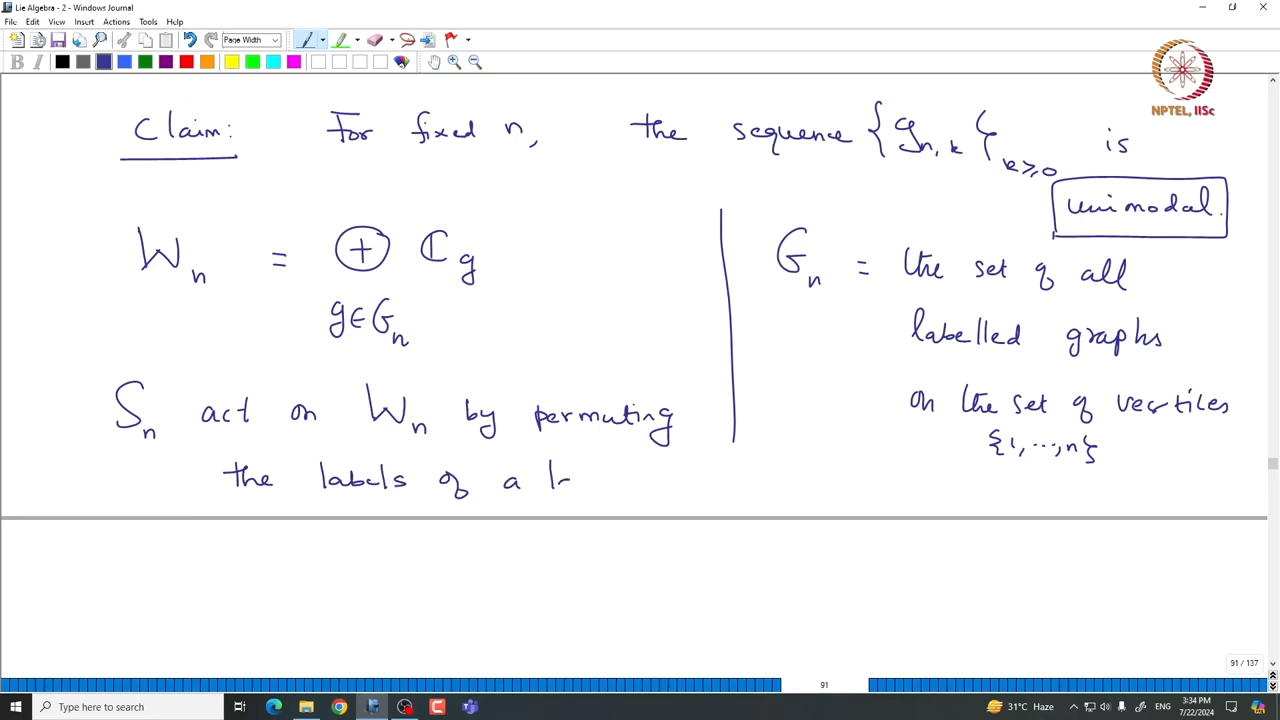 Lie Algebra - 2 - Windows Journal
File Edit View Insert Actions Tools Help
Page Width
B I
NPTEL, IISc
Claim: For fixed n, the sequence {g_{n,k}}_{k≥0} is
unimodal.
W_n = ⊕_{g∈G_n} ℂ_g
S_n act on W_n by permuting
the labels of a
G_n = the set of all
labelled graphs
on the set of vertiles
{1, ..., n}
91 / 137
91
Type here to search
31°C Haze
ENG
3:34 PM
7/22/2024